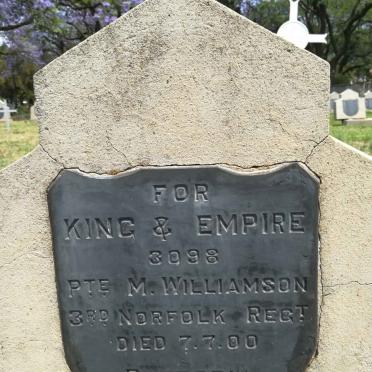 FOR
KING & EMPIRE
3098
PTE M. WILLIAMSON
3RD NORFOLK REGT
DIED 7.7.00